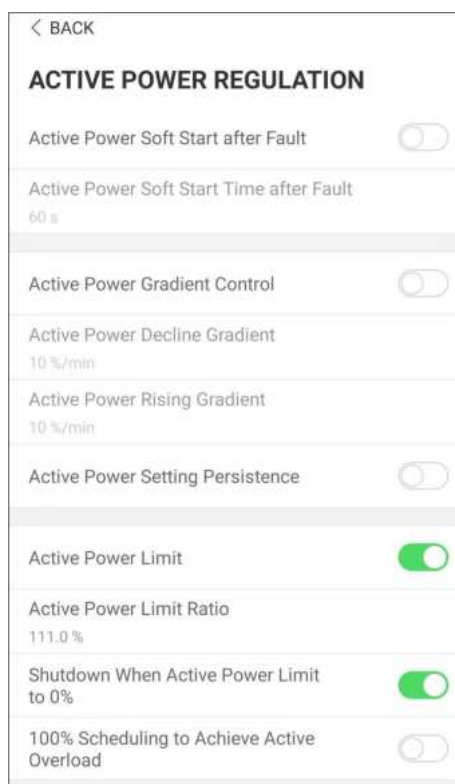 < BACK
ACTIVE POWER REGULATION
Active Power Soft Start after Fault
Active Power Soft Start Time after Fault
60 s
Active Power Gradient Control
Active Power Decline Gradient
10 %/min
Active Power Rising Gradient
10 %/min
Active Power Setting Persistence
Active Power Limit
Active Power Limit Ratio
111.0 %
Shutdown When Active Power Limit
to 0%
100% Scheduling to Achieve Active
Overload